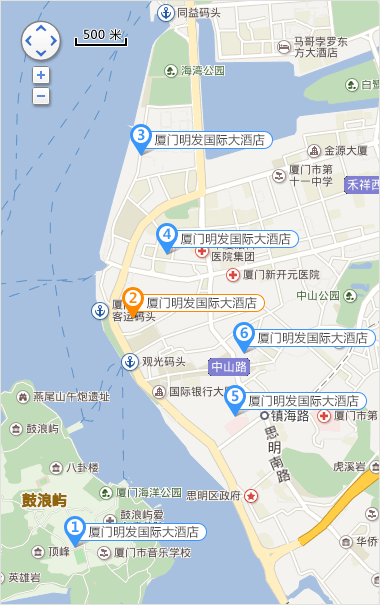 同益码头
500 米
马哥孛罗东
方大酒店
海湾公园
白鹭
3
厦门明发国际大酒店
金源大厦
厦门市第
十一中学
禾祥西
4
厦门明发国际大酒店
医院集团
厦门新开元医院
中山公园
2
厦门明发国际大酒店
厦门
客运码头
6
厦门明发国际大酒店
观光码头
中山路
国际银行大厦
5
厦门明发国际大酒店
燕尾山午炮遗址
镇海路
厦门市第
鼓浪屿
思明南路
八卦楼
虎溪岩
厦门海洋公园
思明区政府
鼓浪屿
鼓浪屿爱
1
厦门明发国际大酒店
顶峰
厦门市音乐学校
华侨
英雄岩